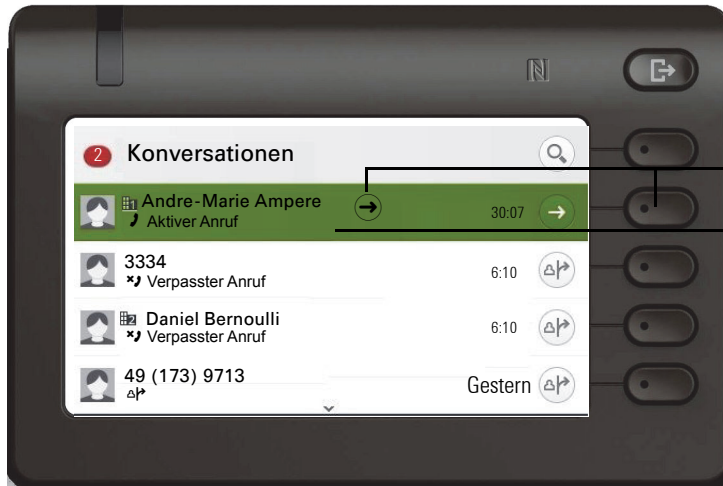 2 Konversationen
Andre-Marie Ampere
Aktiver Anruf
30:07
3334
Verpasster Anruf
6:10
2 Daniel Bernoulli
Verpasster Anruf
6:10
49 (173) 9713
Gestern